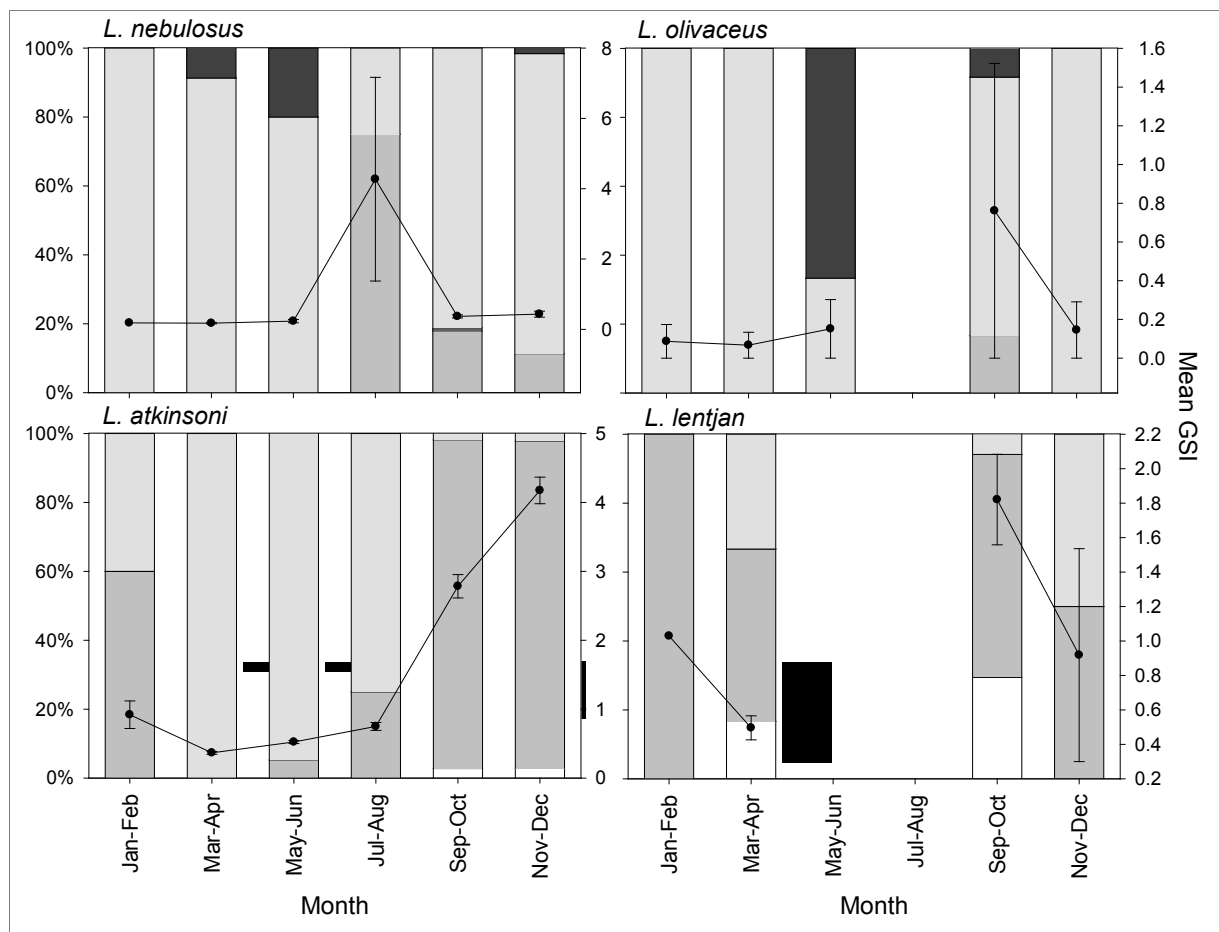 L. nebulosus
L. olivaceus
100%
80%
60%
40%
20%
0%
8
6
4
2
0
1.6
1.4
1.2
1.0
0.8
0.6
0.4
0.2
0.0
L. atkinsoni
L. lentjan
100%
80%
60%
40%
20%
0%
5
4
3
2
1
0
2.2
2.0
1.8
1.6
1.4
1.2
1.0
0.8
0.6
0.4
0.2
Mean GSI
Jan-Feb
Mar-Apr
May-Jun
Jul-Aug
Sep-Oct
Nov-Dec
Jan-Feb
Mar-Apr
May-Jun
Jul-Aug
Sep-Oct
Nov-Dec
Month
Month